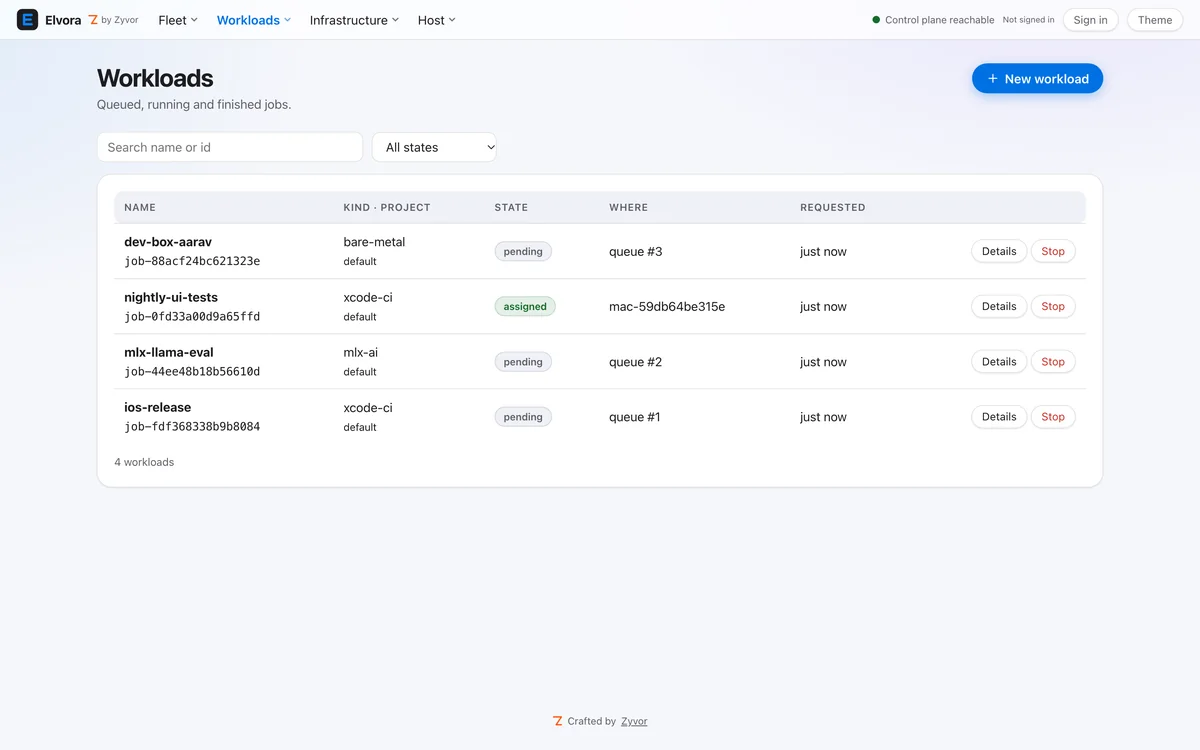 E Elvora Z by Zyvor Fleet Workloads Infrastructure Host Control plane reachable Not signed in Sign in Theme
Workloads
+ New workload
Queued, running and finished jobs.
Search name or id All states
NAME KIND · PROJECT STATE WHERE REQUESTED
dev-box-aarav bare-metal
pending queue #3 just now Details Stop
job-88acf24bc621323e default
nightly-ui-tests xcode-ci
assigned mac-59db64be315e just now Details Stop
job-0fd33a00d9a65ffd default
mlx-llama-eval mlx-ai
pending queue #2 just now Details Stop
job-44ee48b18b56610d default
ios-release xcode-ci
pending queue #1 just now Details Stop
job-fdf368338b9b8084 default
4 workloads
Z Crafted by Zyvor